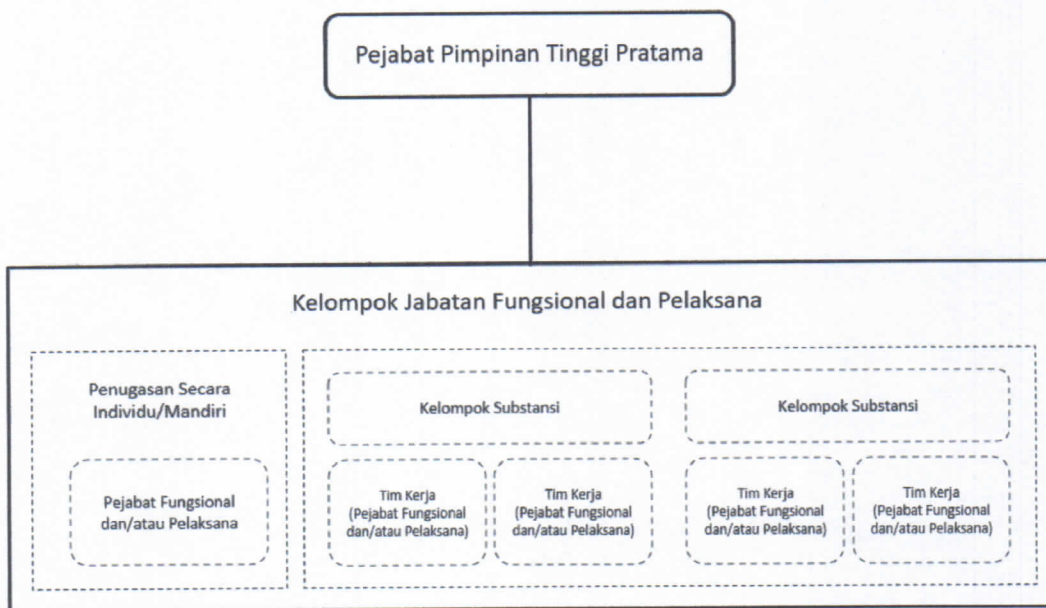 Pejabat Pimpinan Tinggi Pratama
Kelompok Jabatan Fungsional dan Pelaksana
Penugasan Secara
Individu/Mandiri
Pejabat Fungsional
dan/atau Pelaksana
Kelompok Substansi
Tim Kerja
(Pejabat Fungsional
dan/atau Pelaksana)
Tim Kerja
(Pejabat Fungsional
dan/atau Pelaksana)
Kelompok Substansi
Tim Kerja
(Pejabat Fungsional
dan/atau Pelaksana)
Tim Kerja
(Pejabat Fungsional
dan/atau Pelaksana)